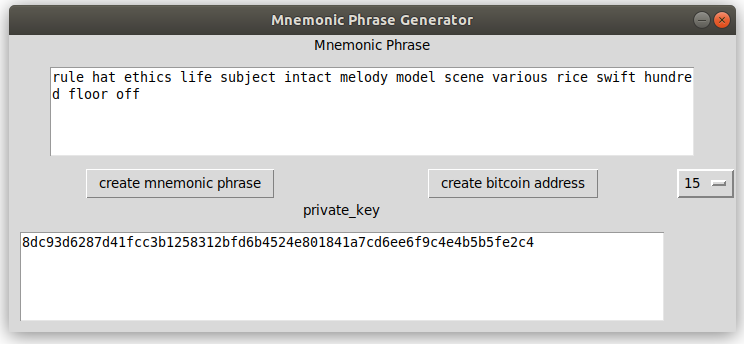 Mnemonic Phrase Generator
Mnemonic Phrase
rule hat ethics life subject intact melody model scene various rice swift hundre
d floor off
create mnemonic phrase
create bitcoin address
15
private_key
8dc93d6287d41fcc3b1258312bfd6b4524e801841a7cd6ee6f9c4e4b5b5fe2c4